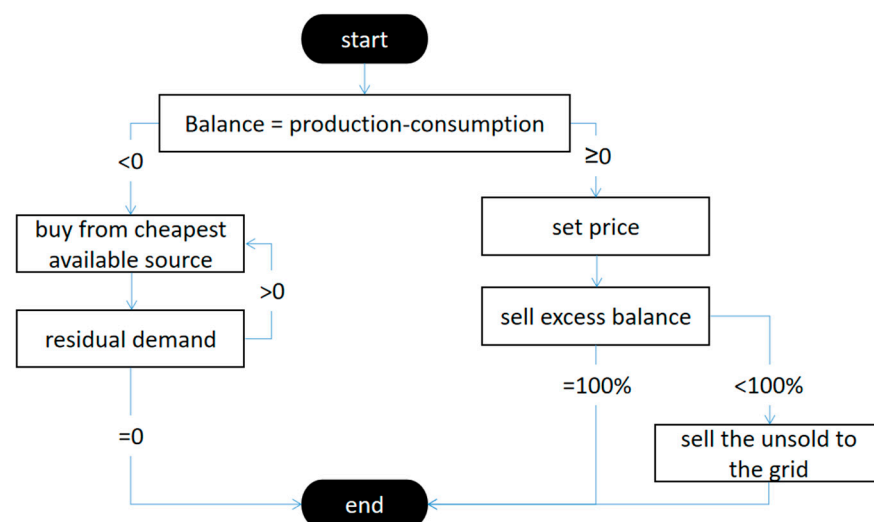 start
Balance = production-consumption
<0
≥0
buy from cheapest
available source
set price
>0
residual demand
sell excess balance
=100%
<100%
=0
sell the unsold to
the grid
end